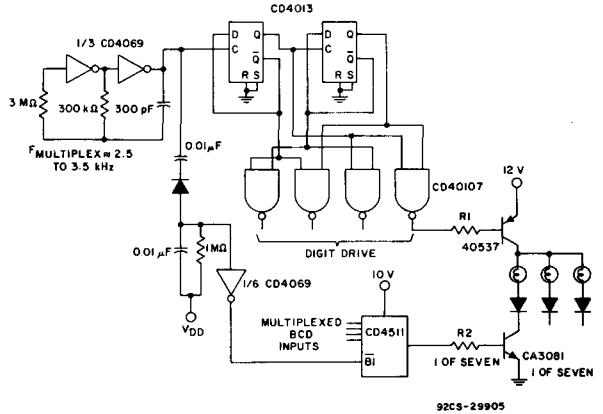 CD4013
1/3 CD4069
D Q
C Q̅
R S
D Q
C Q̅
R S
3 MΩ
300 kΩ
300 pF
F MULTIPLEX ≈ 2.5
TO 3.5 kHz
0.01 µF
CD40107
12 V
R1
40537
DIGIT DRIVE
0.01 µF
1MΩ
1/6 CD4069
10 V
VDD
MULTIPLEXED
BCD
INPUTS
CD4511
B̅I̅
R2
1 OF SEVEN
CA3081
1 OF SEVEN
92CS-29905